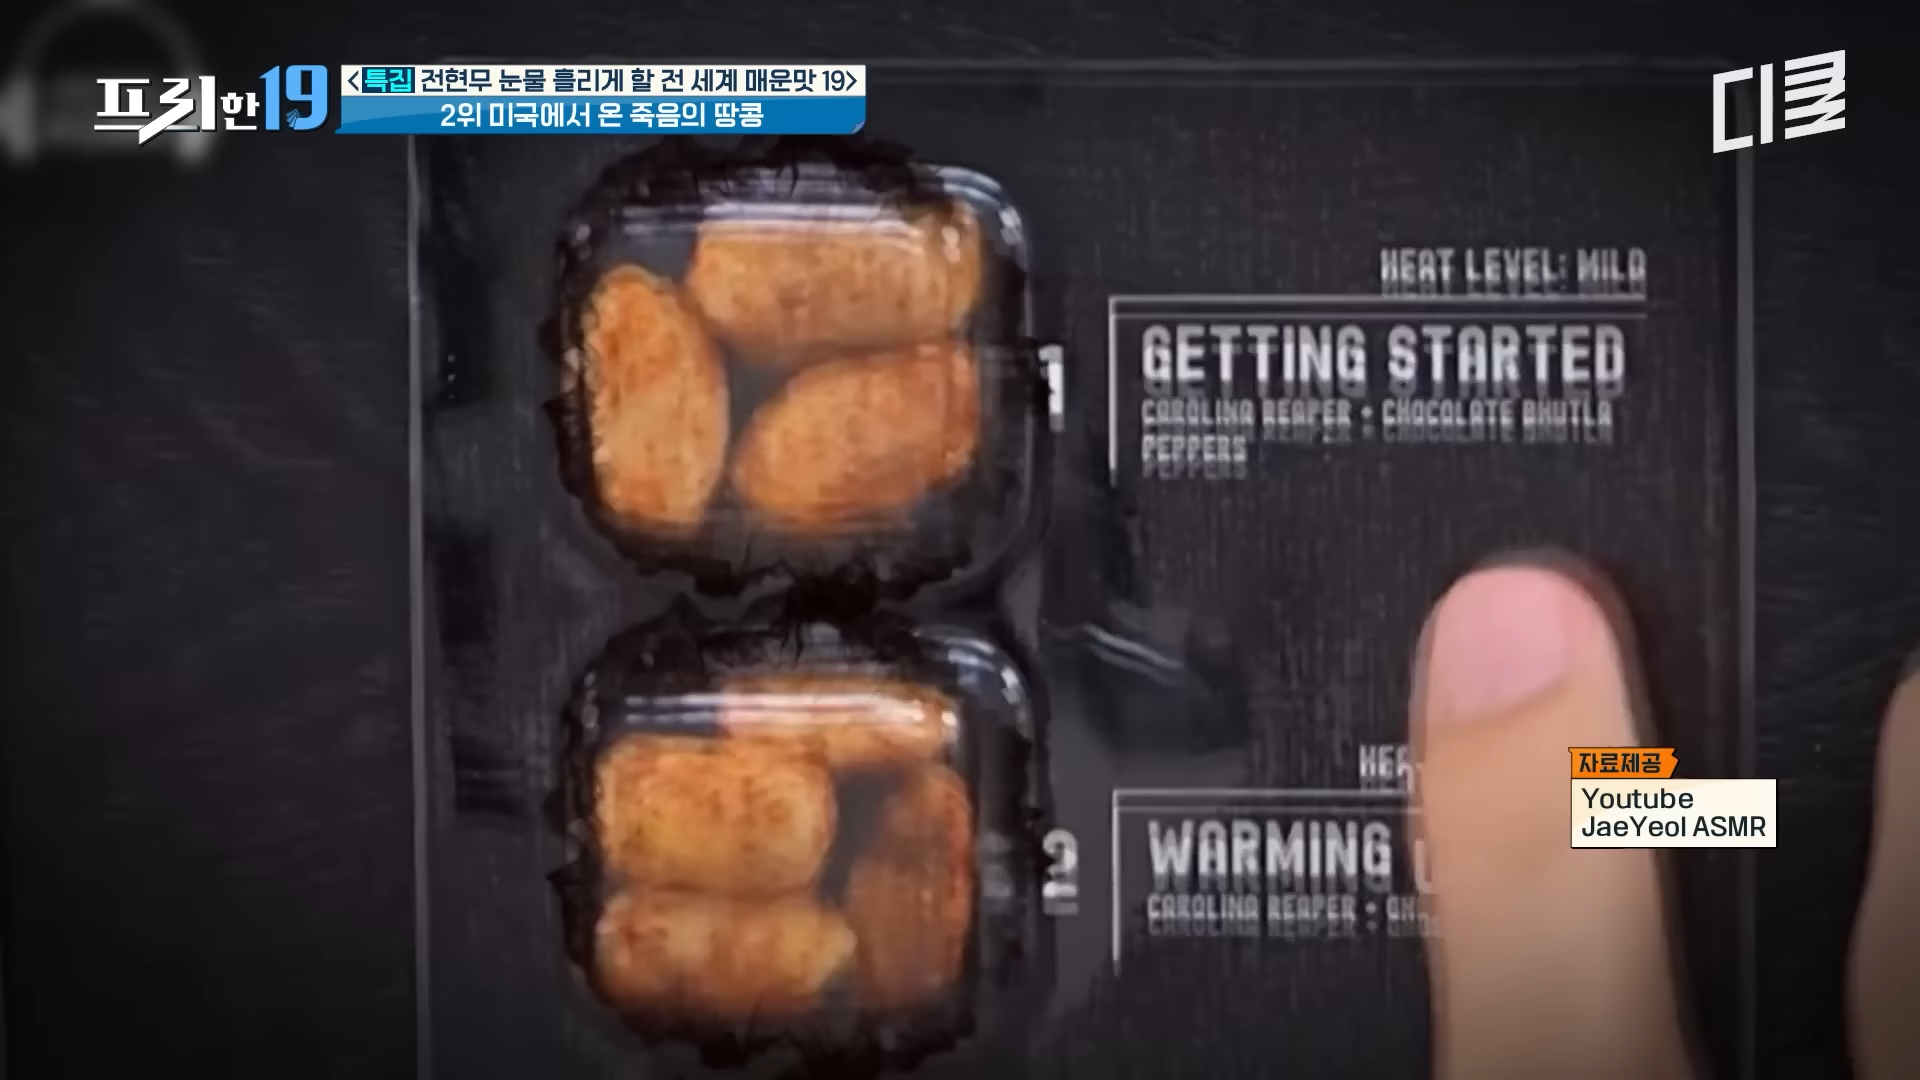 프리한19
<특집 전현무 눈물 흘리게 할 전 세계 매운맛 19>
2위 미국에서 온 죽음의 땅콩
디글
HEAT LEVEL: MILD
1
GETTING STARTED
CAROLINA REAPER + CHOCOLATE BHUTLA
PEPPERS
2
WARMING
CAROLINA REAPER +
자료제공
Youtube
JaeYeol ASMR